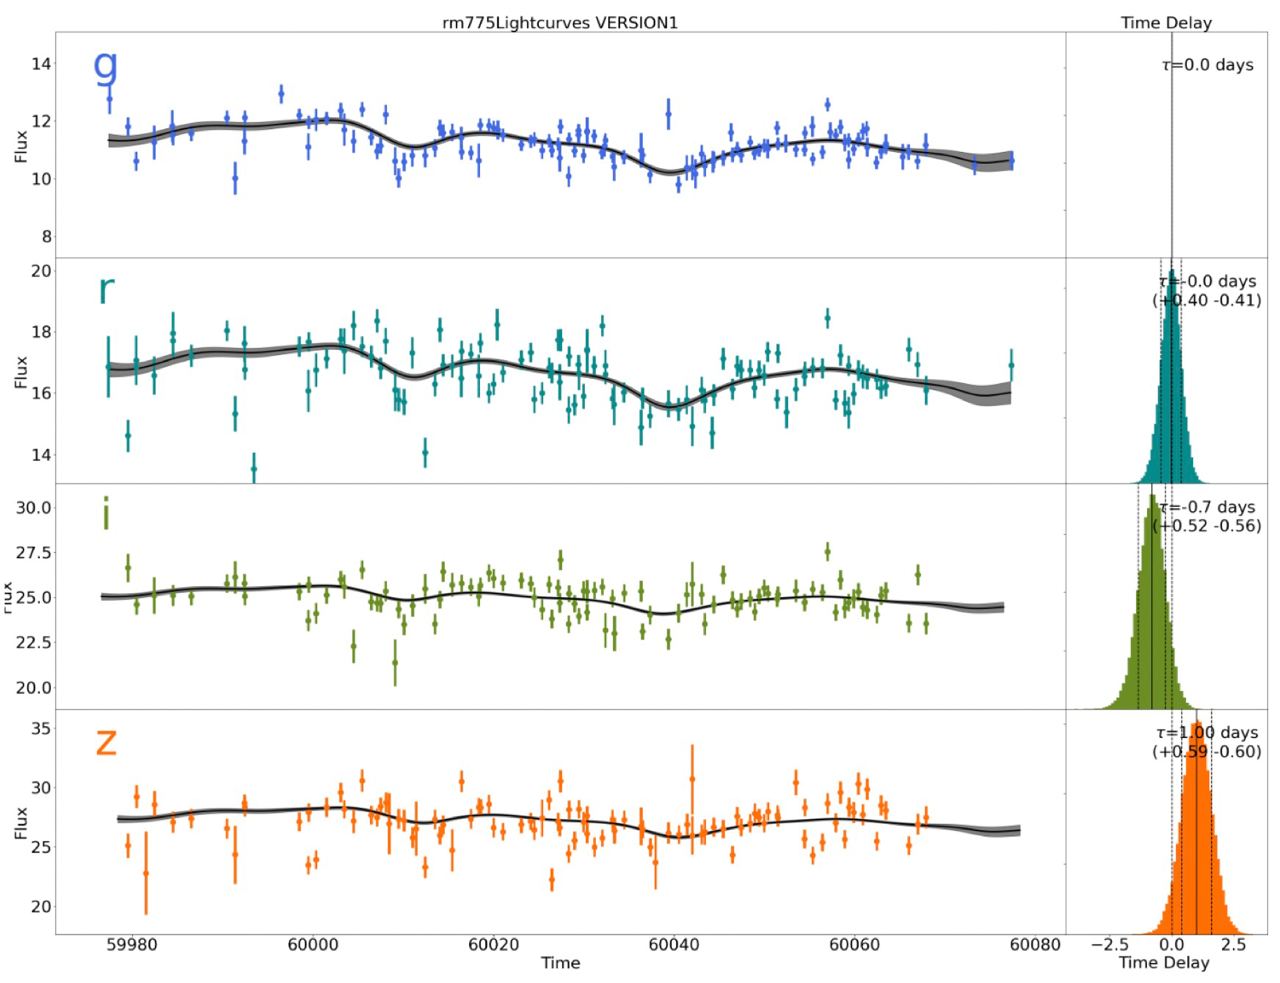 rm775Lightcurves VERSION1
Time Delay
g
14
12
10
8
Flux
τ=0.0 days
r
20
18
16
14
Flux
τ=-0.0 days
(+0.40 -0.41)
i
30.0
27.5
25.0
22.5
20.0
Flux
τ=-0.7 days
(+0.52 -0.56)
z
35
30
25
20
Flux
τ=1.00 days
(+0.59 -0.60)
59980 60000 60020 60040 60060 60080
Time
−2.5 0.0 2.5
Time Delay